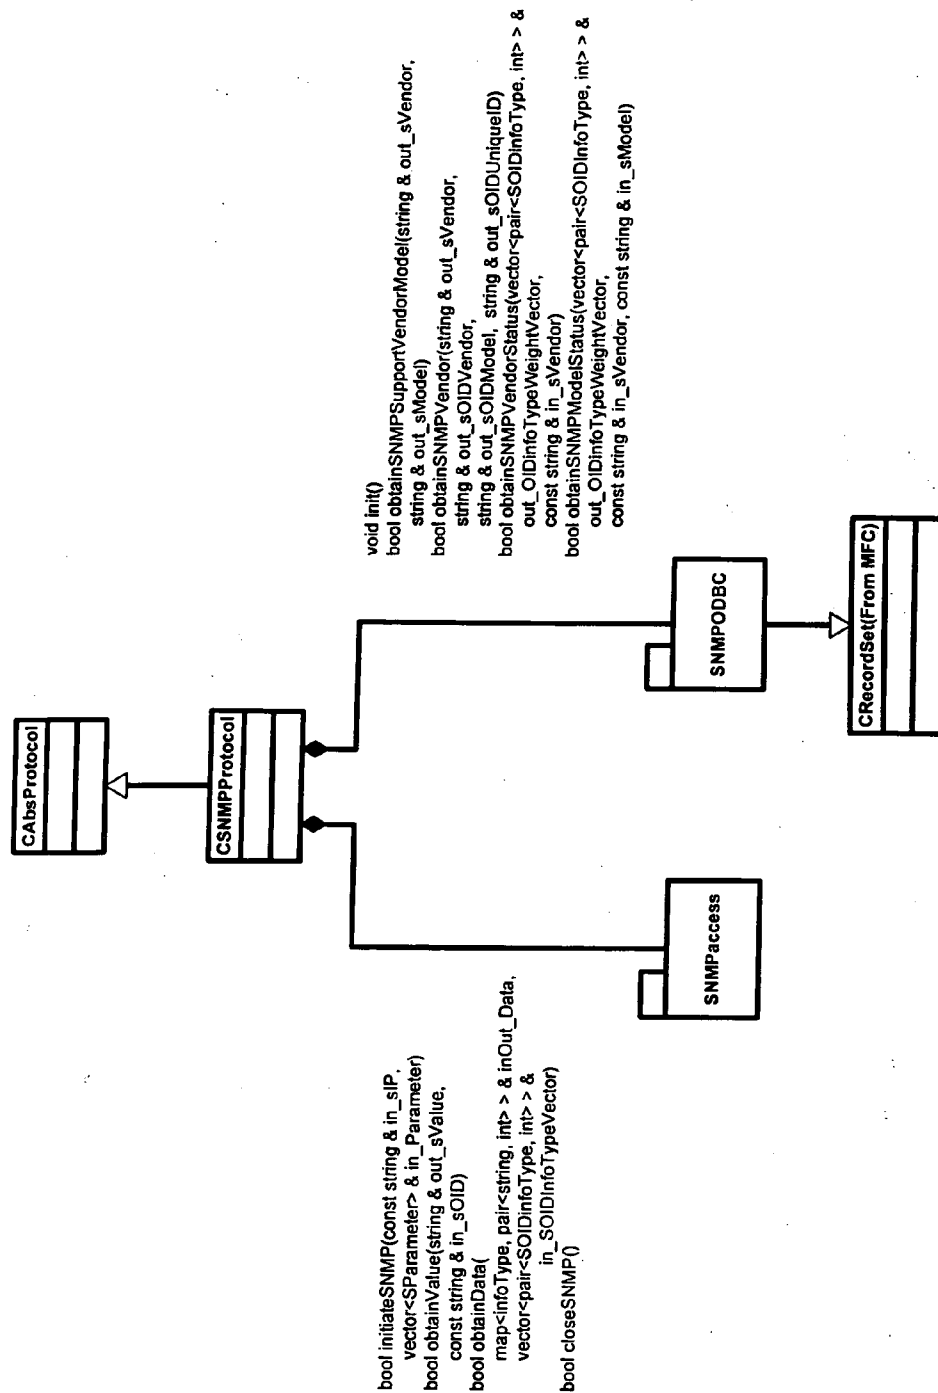 CAbsProtocol
CSNMPProtocol
bool initiateSNMP(const string & in_sIP,
vector<SParameter> & in_Parameter)
bool obtainValue(string & out_sValue,
const string & in_sOID)
bool obtainData(
map<infoType, pair<string, int> > & inOut_Data,
vector<pair<SOIDinfoType, int> > &
in_SOIDInfoTypeVector)
bool closeSNMP()
void init()
bool obtainSNMPSupportVendorModel(string & out_sVendor,
string & out_sModel)
bool obtainSNMPVendor(string & out_sVendor,
string & out_sOIDVendor,
string & out_sOIDModel, string & out_sOIDUniqueID)
bool obtainSNMPVendorStatus(vector<pair<SOIDInfoType, int> > &
out_OIDinfoTypeWeightVector,
const string & in_sVendor)
bool obtainSNMPModelStatus(vector<pair<SOIDInfoType, int> > &
out_OIDinfoTypeWeightVector,
const string & in_sVendor, const string & in_sModel)
SNMPaccess
SNMPODBC
CRecordSet(From MFC)